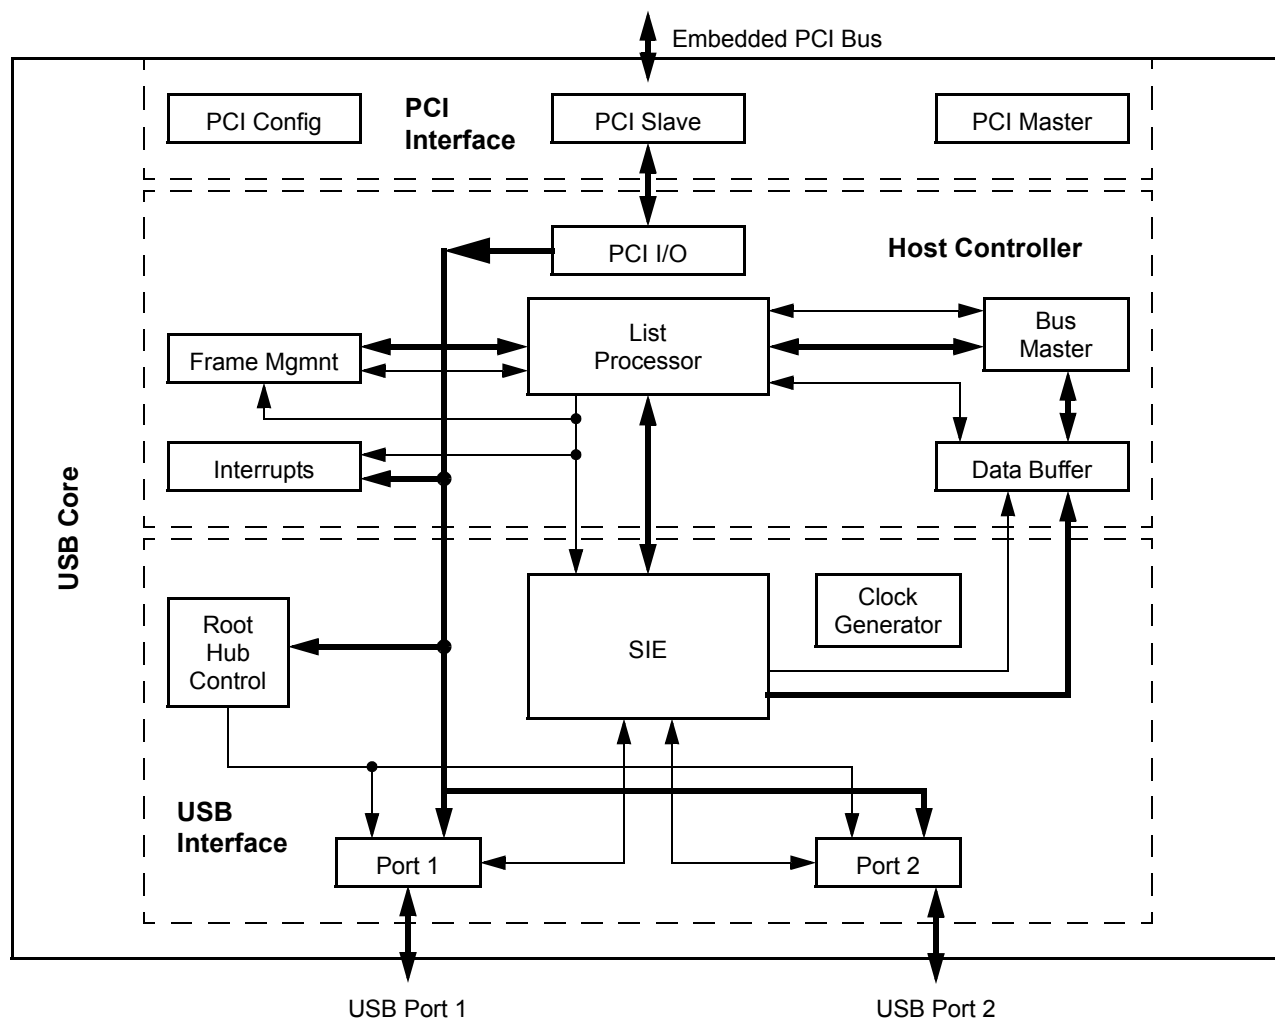 Embedded PCI Bus
PCI
Interface
PCI Config
PCI Slave
PCI Master
PCI I/O
Host Controller
List
Processor
Bus
Master
Frame Mgmnt
Interrupts
Data Buffer
USB Core
Clock
Generator
Root
Hub
Control
SIE
USB
Interface
Port 1
Port 2
USB Port 1
USB Port 2